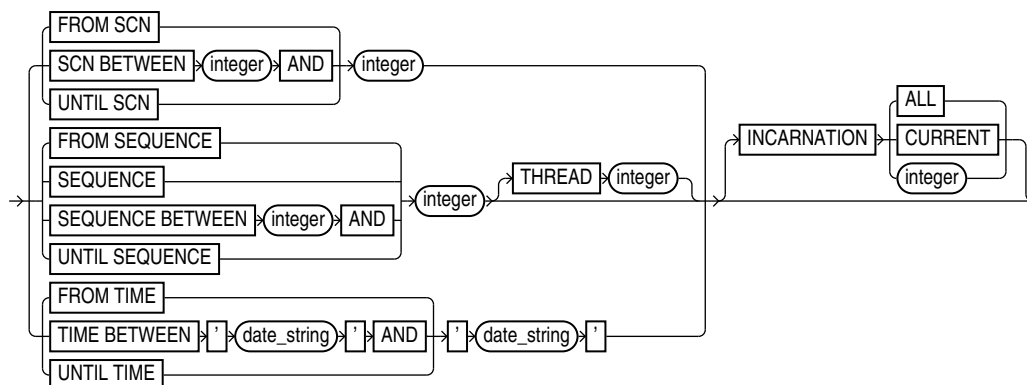 FROM SCN
SCN BETWEEN integer AND integer
UNTIL SCN
FROM SEQUENCE
SEQUENCE
SEQUENCE BETWEEN integer AND integer THREAD integer
UNTIL SEQUENCE
FROM TIME
TIME BETWEEN ' date_string ' AND ' date_string '
UNTIL TIME
INCARNATION
ALL
CURRENT
integer